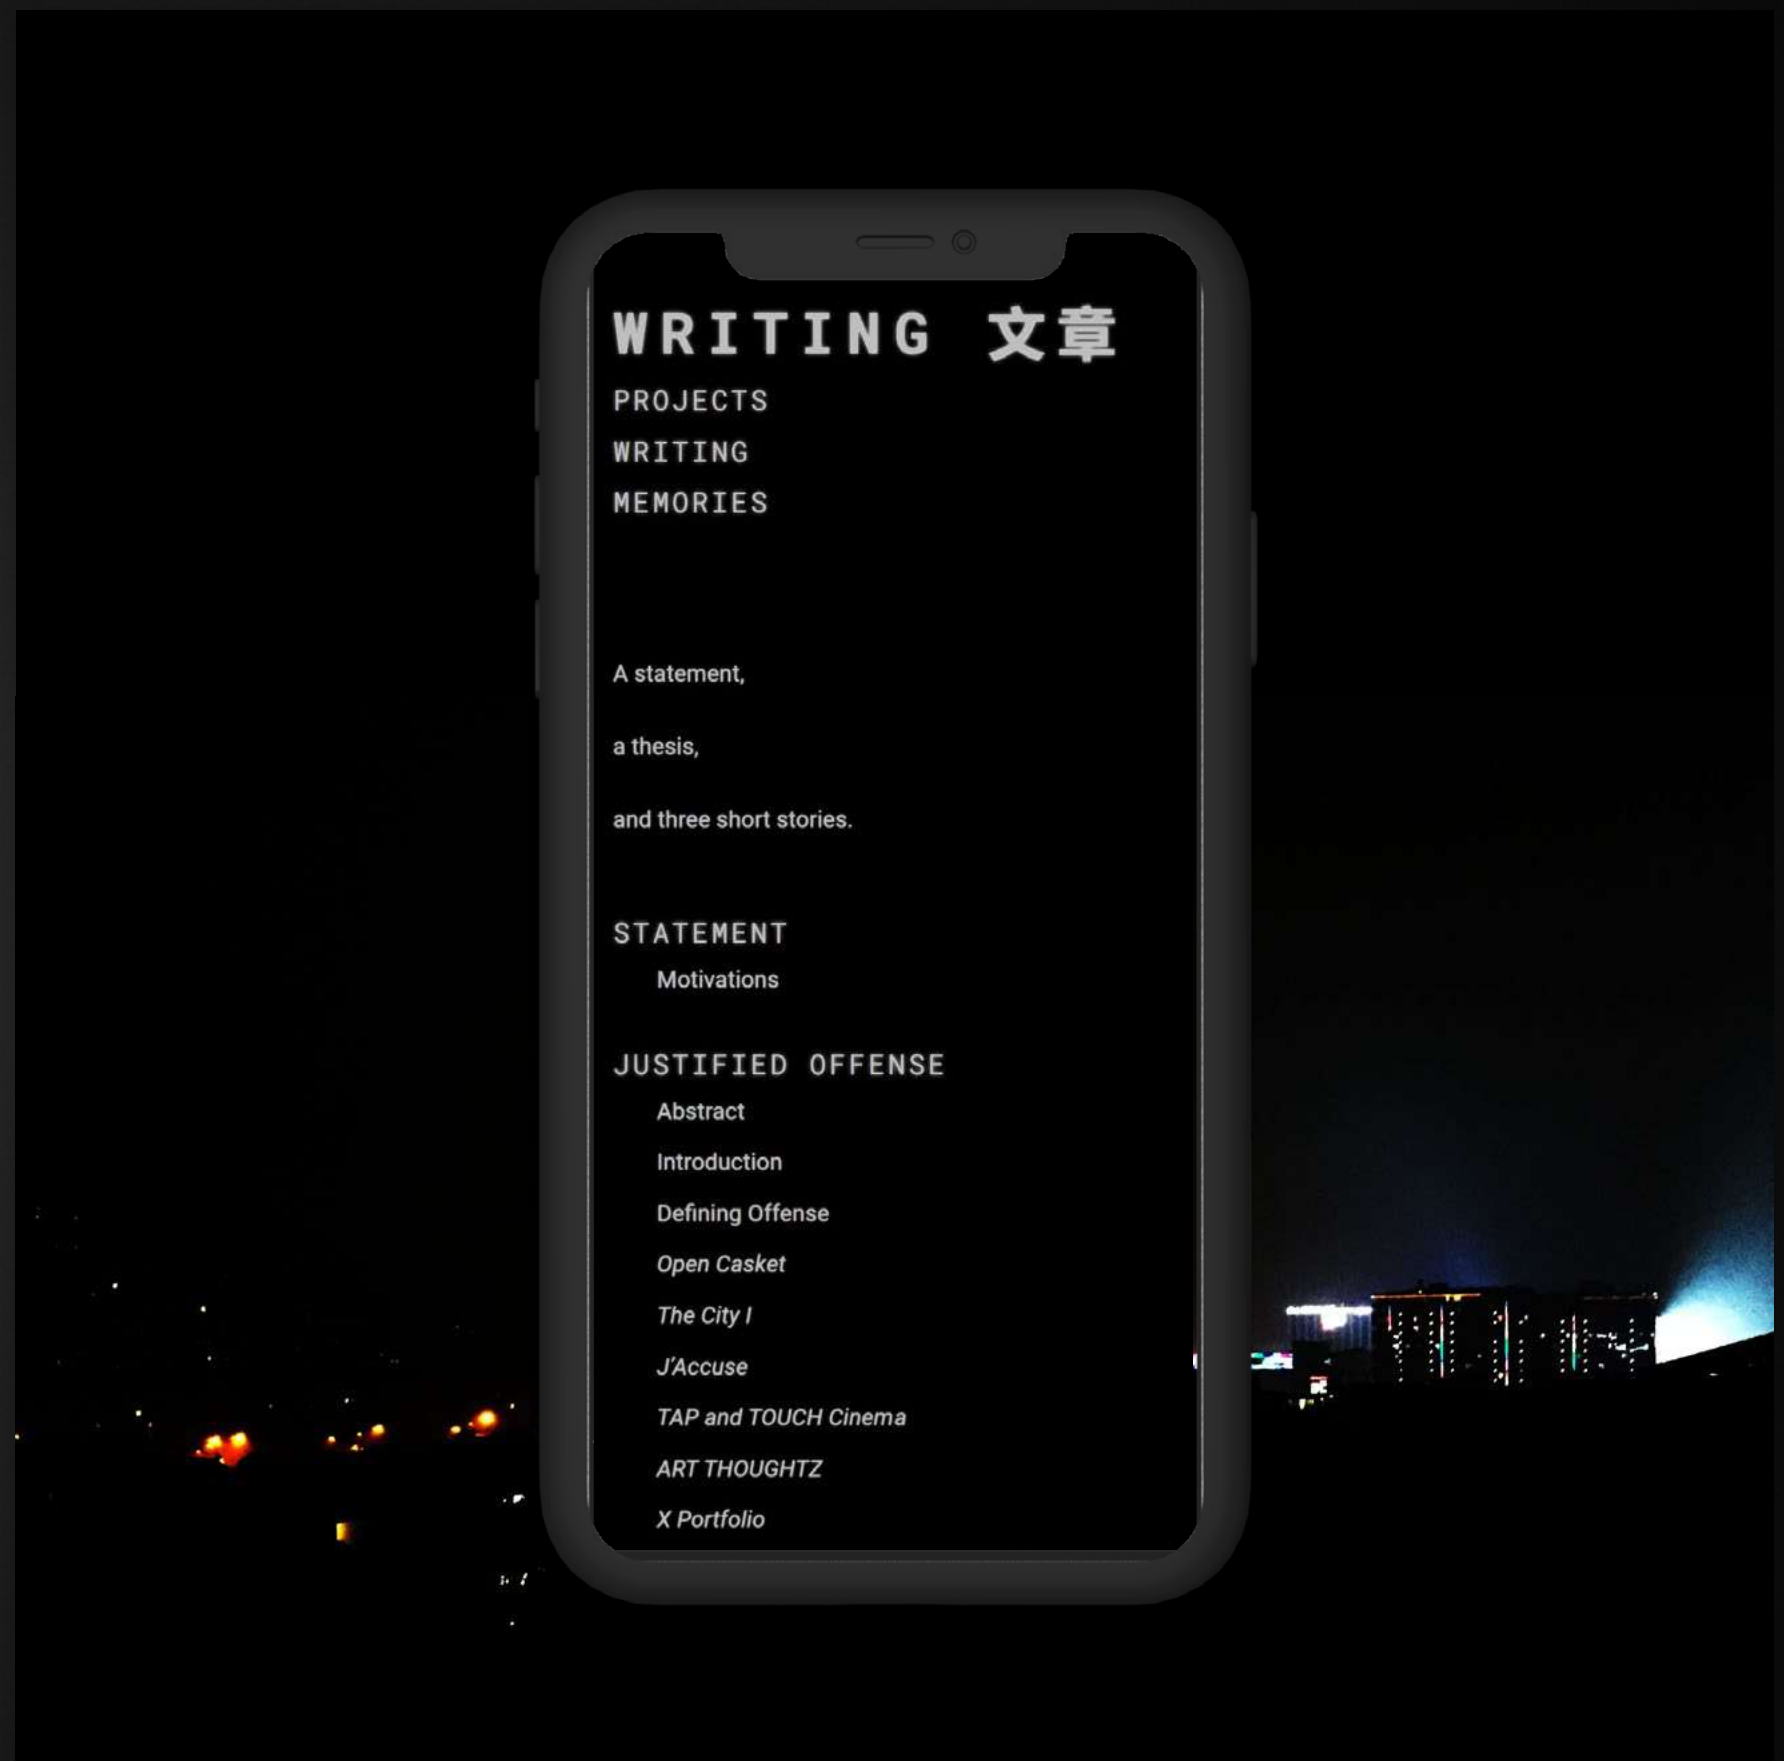 WRITING 文章
PROJECTS
WRITING
MEMORIES
A statement,
a thesis,
and three short stories.
STATEMENT
Motivations
JUSTIFIED OFFENSE
Abstract
Introduction
Defining Offense
Open Casket
The City I
J'Accuse
TAP and TOUCH Cinema
ART THOUGHTZ
X Portfolio